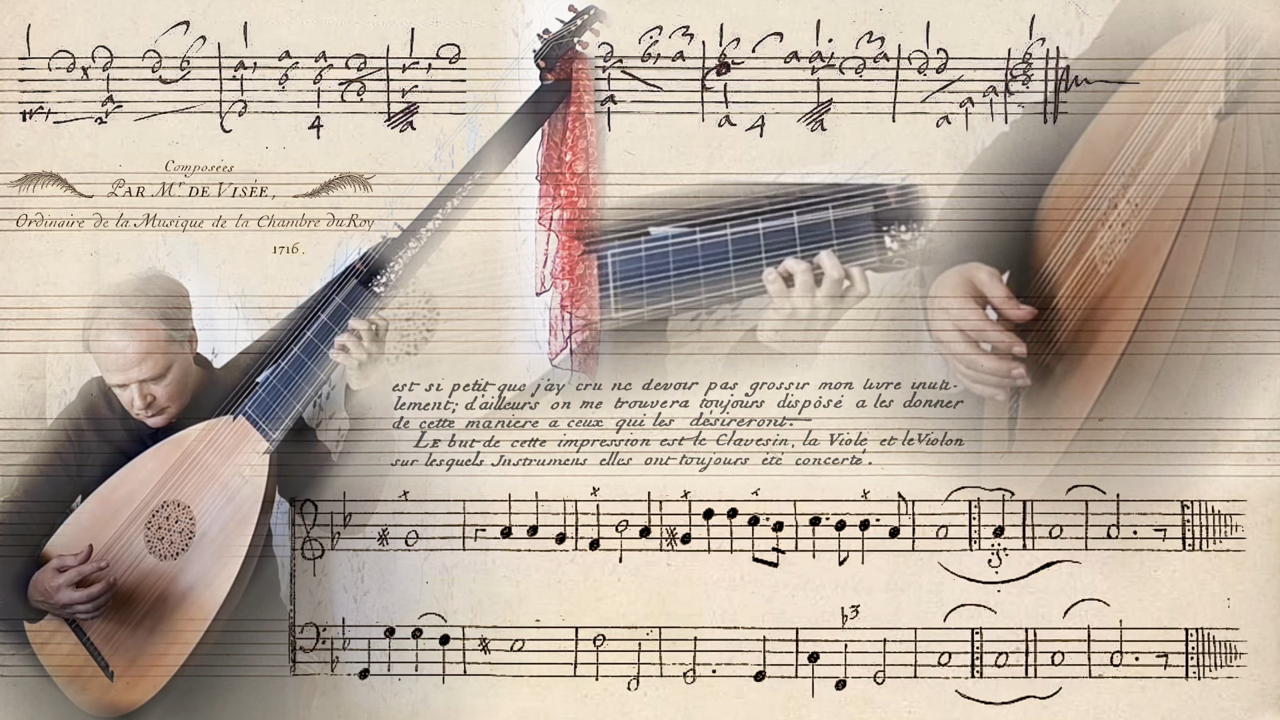 Composées
PAR Mr. DE VISÉE,
Ordinaire de la Musique de la Chambre du Roy
1716.
est si petit que j'ay cru ne devoir pas grossir mon livre inuti-
lement; d'ailleurs on me trouvera toujours disposé a les donner
de cette maniere a ceux qui les désireront.
LE but de cette impression est le Clavesin, la Viole et le Violon
sur lesquels Instrumens elles ont toujours été concerté.